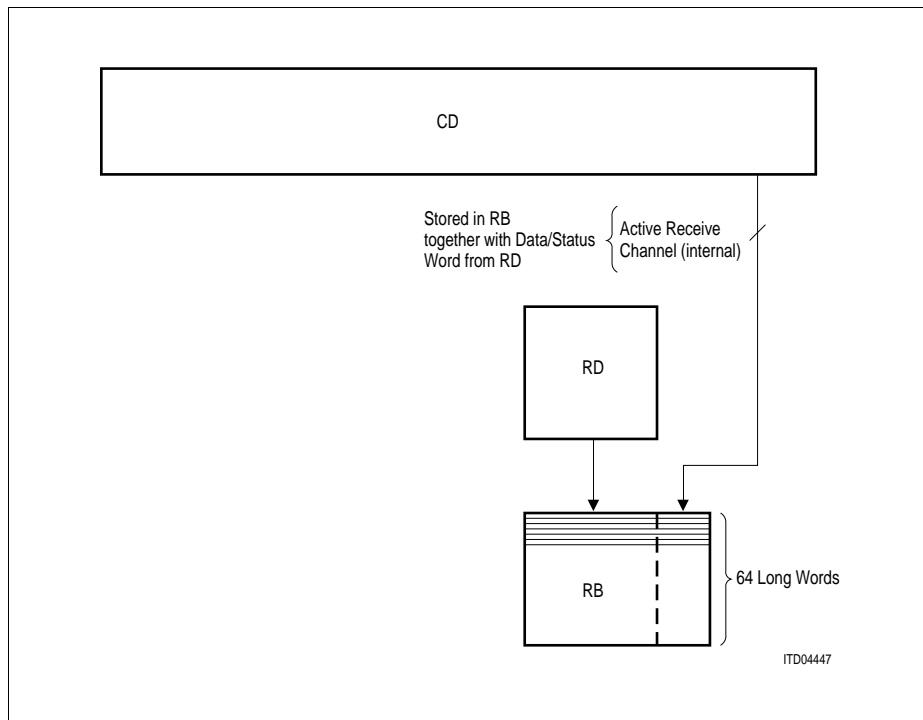 CD
Stored in RB
together with Data/Status
Word from RD
Active Receive
Channel (internal)
RD
RB
64 Long Words
ITD04447